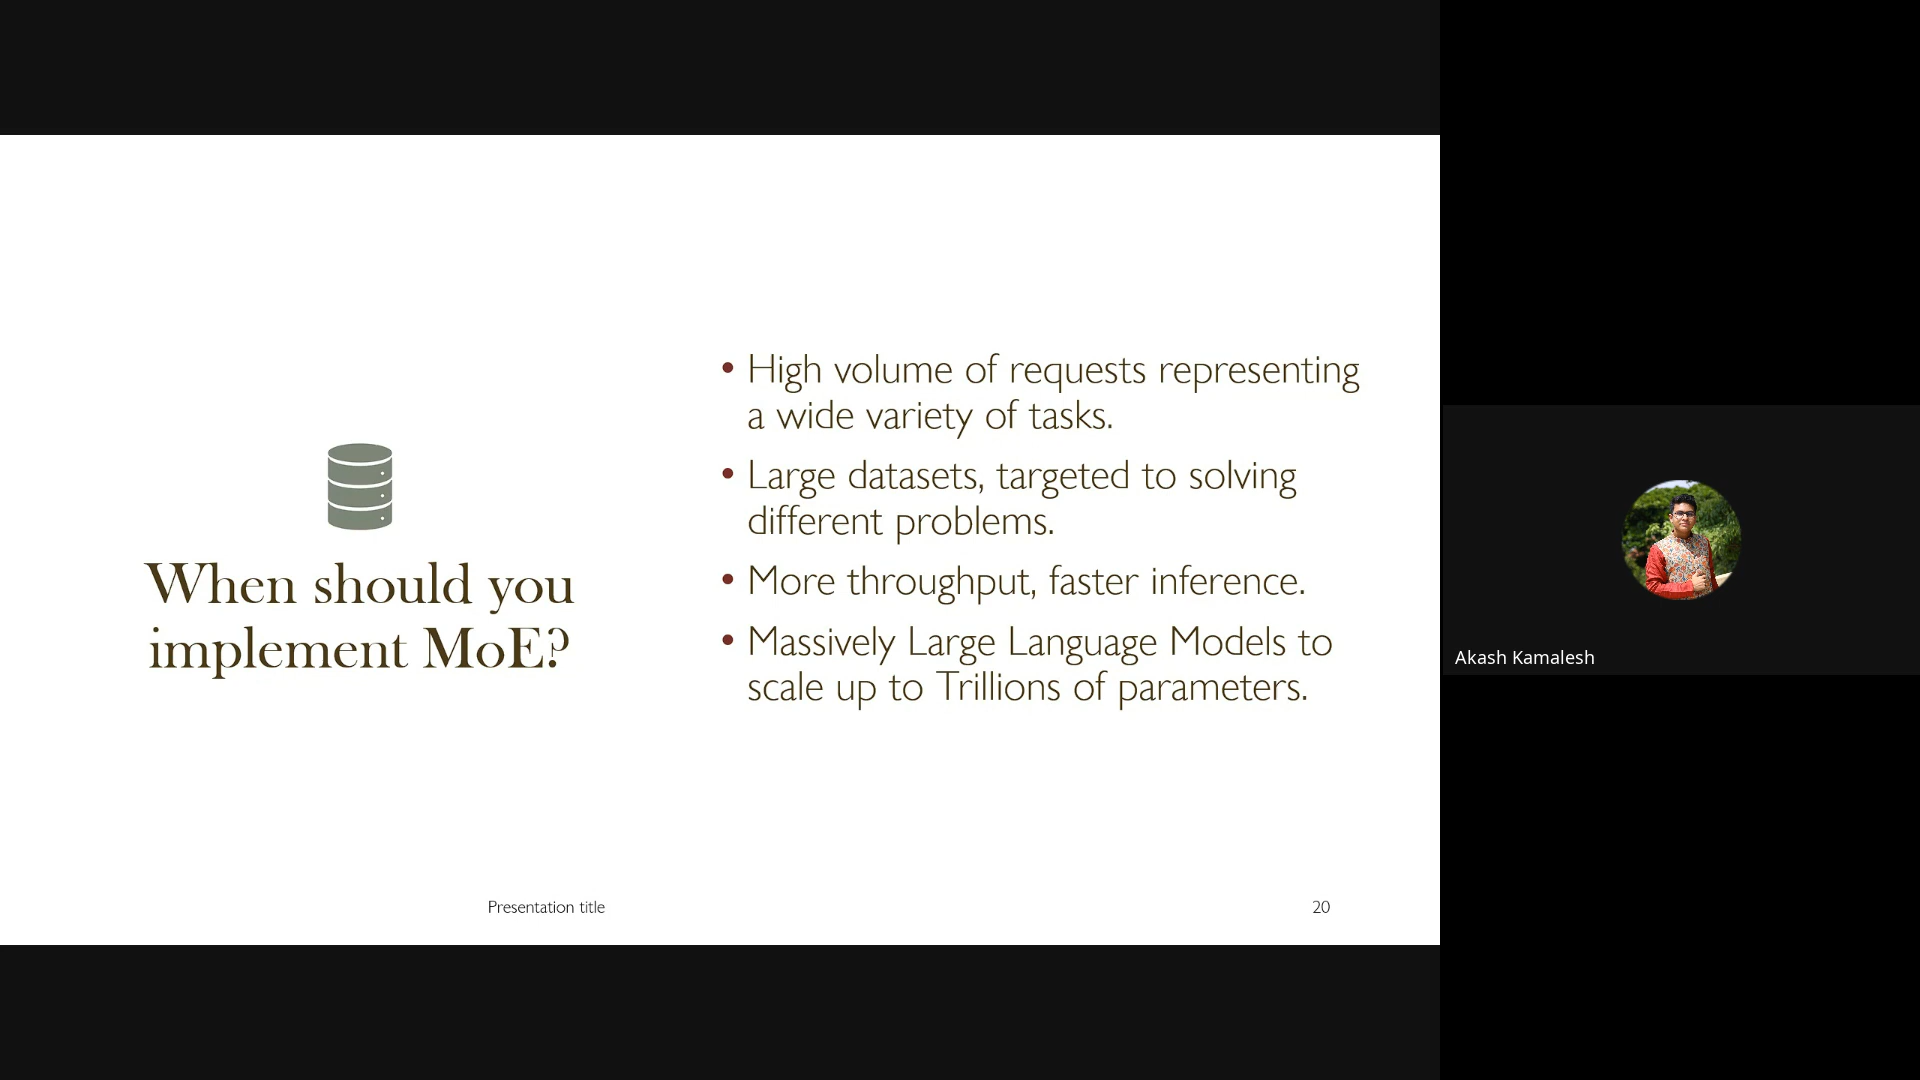 When should you
implement MoE?
• High volume of requests representing
a wide variety of tasks.
• Large datasets, targeted to solving
different problems.
• More throughput, faster inference.
• Massively Large Language Models to
scale up to Trillions of parameters.
Presentation title
20
Akash Kamalesh